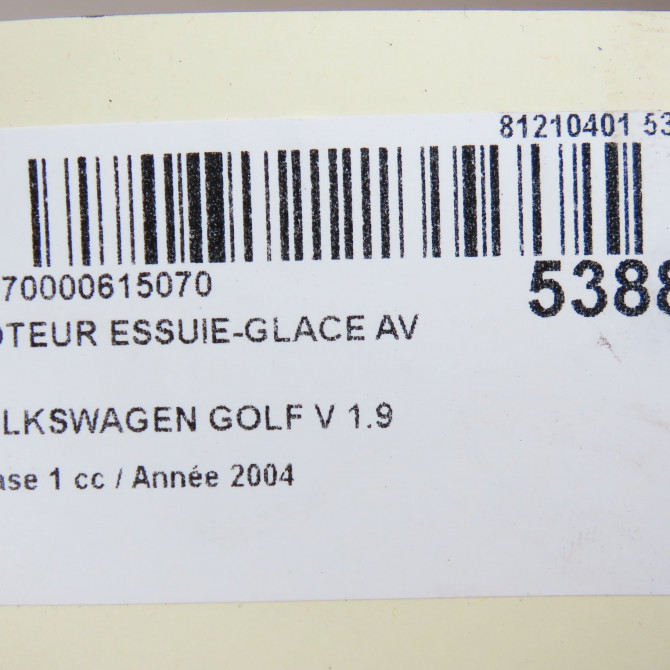 81210401 53
70000615070
5388
OTEUR ESSUIE-GLACE AV
LKSWAGEN GOLF V 1.9
ase 1 cc / Année 2004